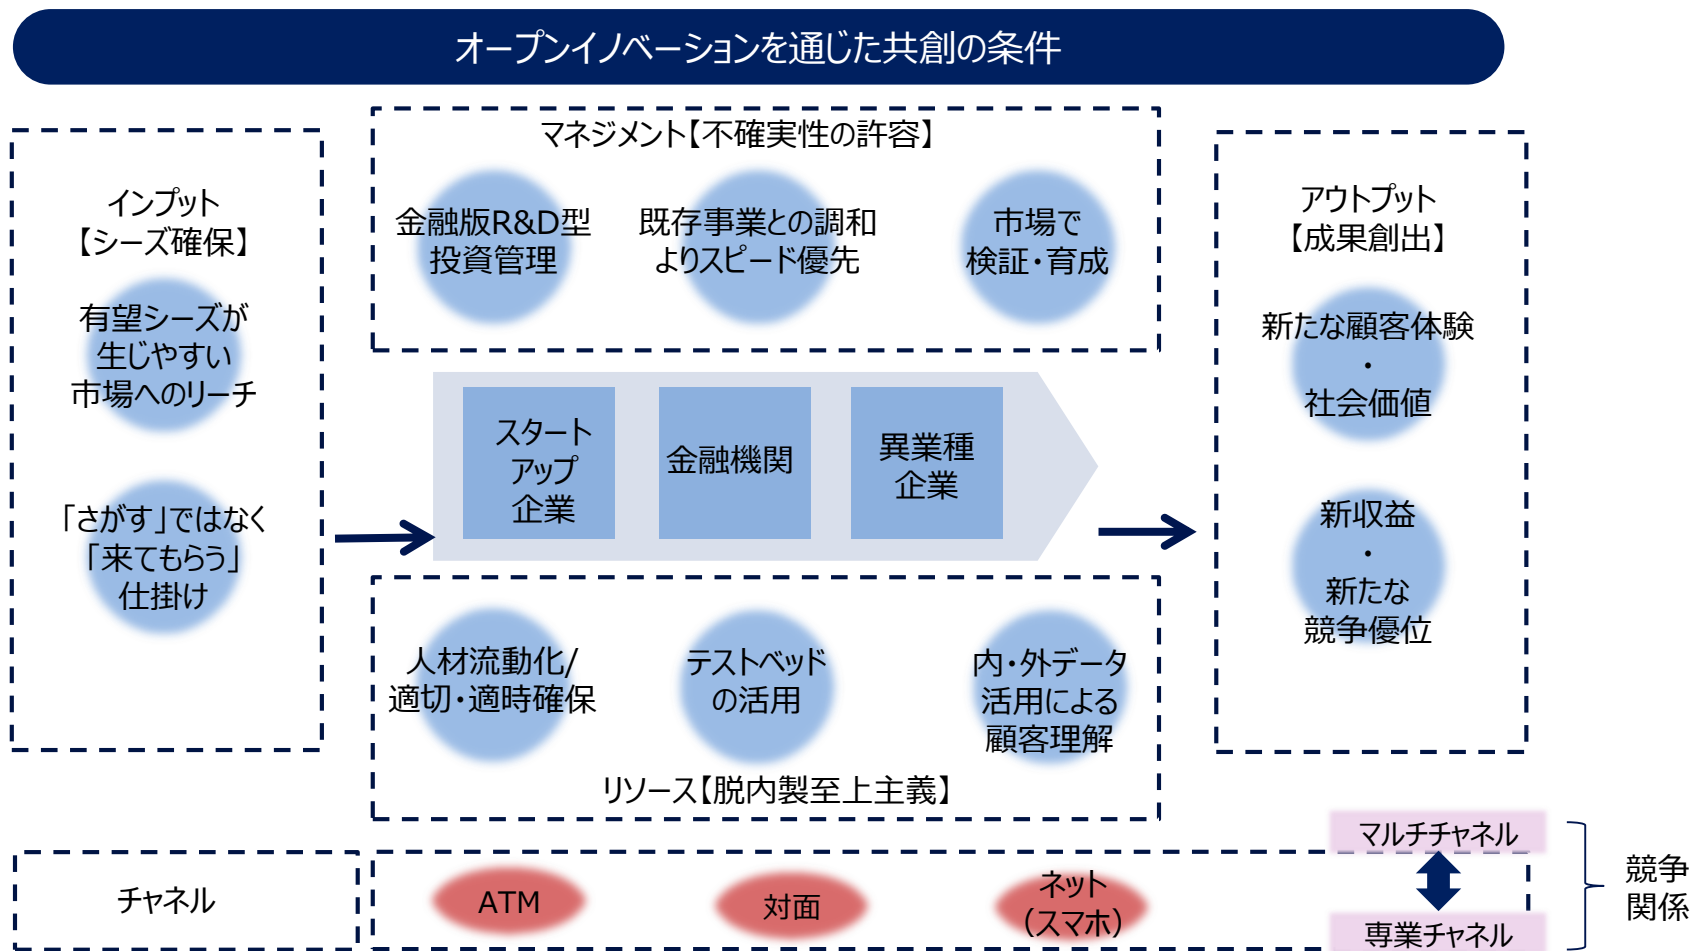 オープンイノベーションを通じた共創の条件
インプット
【シーズ確保】
有望シーズが
生じやすい
市場へのリーチ
「さがす」ではなく
「来てもらう」
仕掛け
マネジメント【不確実性の許容】
金融版R&D型
投資管理
既存事業との調和
よりスピード優先
市場で
検証・育成
スタート
アップ
企業
金融機関
異業種
企業
人材流動化/
適切・適時確保
テストベッド
の活用
内・外データ
活用による
顧客理解
リソース【脱内製至上主義】
アウトプット
【成果創出】
新たな顧客体験
・
社会価値
新収益
・
新たな
競争優位
チャネル
ATM
対面
ネット
（スマホ）
マルチチャネル
専業チャンネル
競争
関係